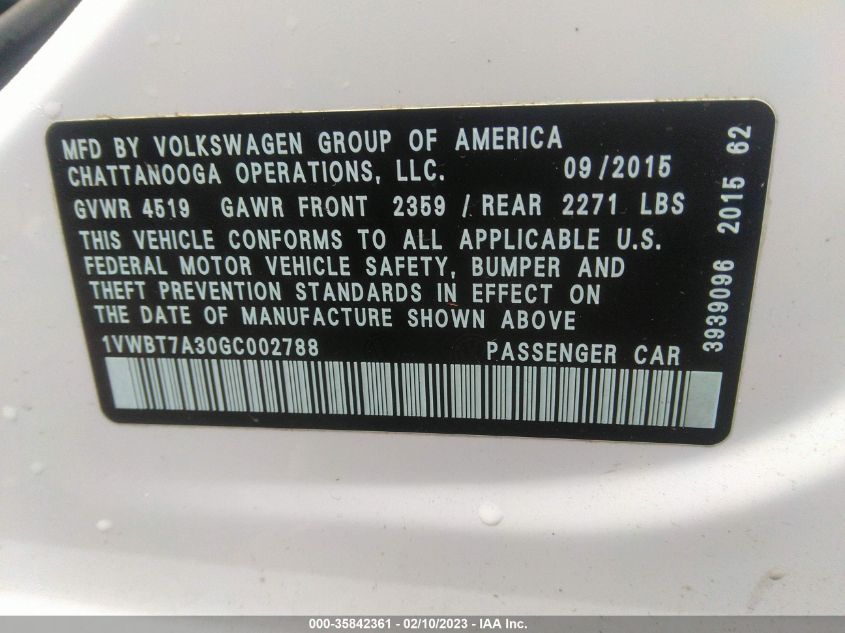 MFD BY VOLKSWAGEN GROUP OF AMERICA
CHATTANOOGA OPERATIONS, LLC. 09/2015
GVWR 4519 GAWR FRONT 2359 / REAR 2271 LBS
THIS VEHICLE CONFORMS TO ALL APPLICABLE U.S.
FEDERAL MOTOR VEHICLE SAFETY, BUMPER AND
THEFT PREVENTION STANDARDS IN EFFECT ON
THE DATE OF MANUFACTURE SHOWN ABOVE
1VWBT7A30GC002788 PASSENGER CAR
3939096 2015 62
000-35842361 - 02/10/2023 - IAA Inc.